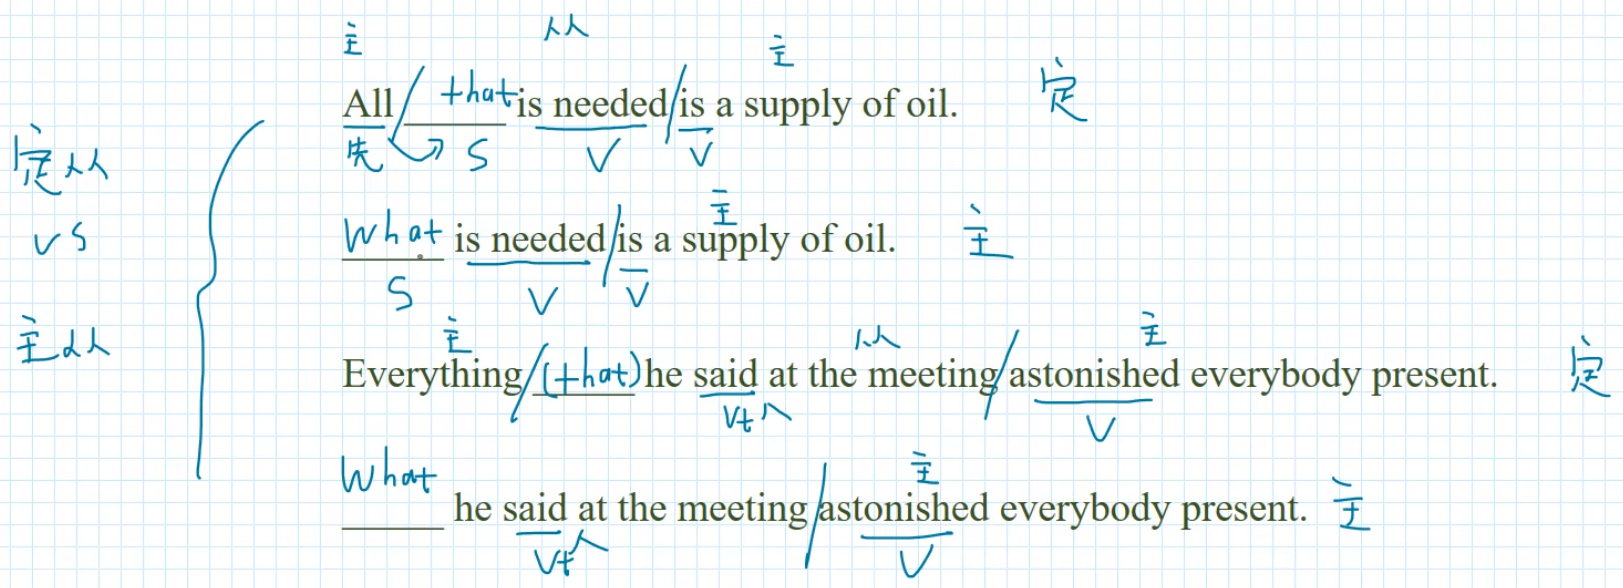 主 从 主
All / that is needed / is a supply of oil. 定
先 S V V
定从
主
What is needed / is a supply of oil. 主
vs
S V V
主从
主 从 主
Everything / (that) he said at the meeting / astonished everybody present. 定
Vt V
主
What he said at the meeting / astonished everybody present. 主
Vt V